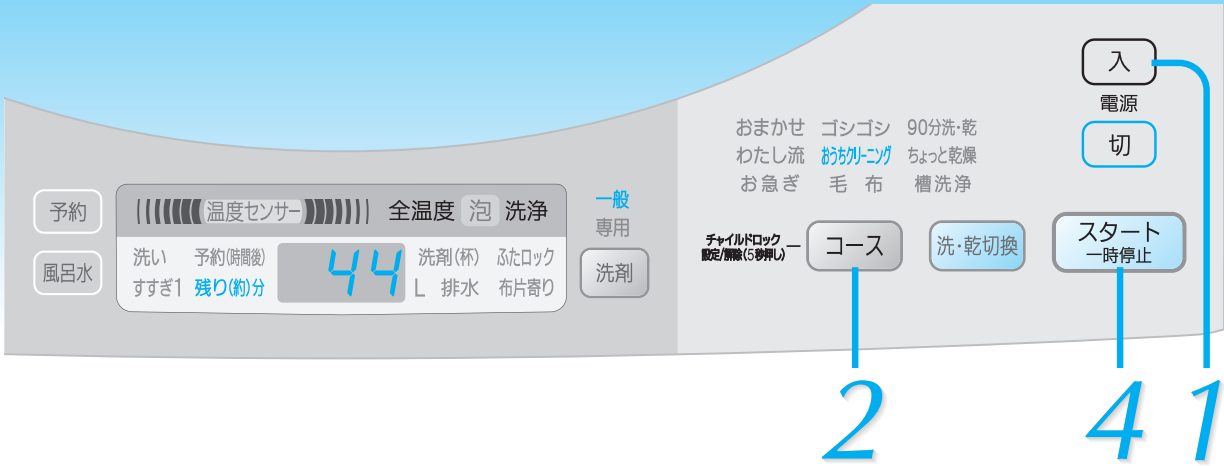 入
電源
切
おまかせ ゴシゴシ 90分洗・乾
わたし流 おうちクリーニング ちょっと乾燥
お急ぎ 毛 布 槽洗浄
予約
風呂水
温度センサー 全温度 泡 洗浄
洗い 予約(時間後) 44 洗剤(杯) ふたロック
すすぎ1 残り(約)分 L 排水 布片寄り
一般
専用
洗剤
チャイルドロック
設定/解除(5秒押し)
コース
洗・乾切換
スタート
一時停止
2 4 1